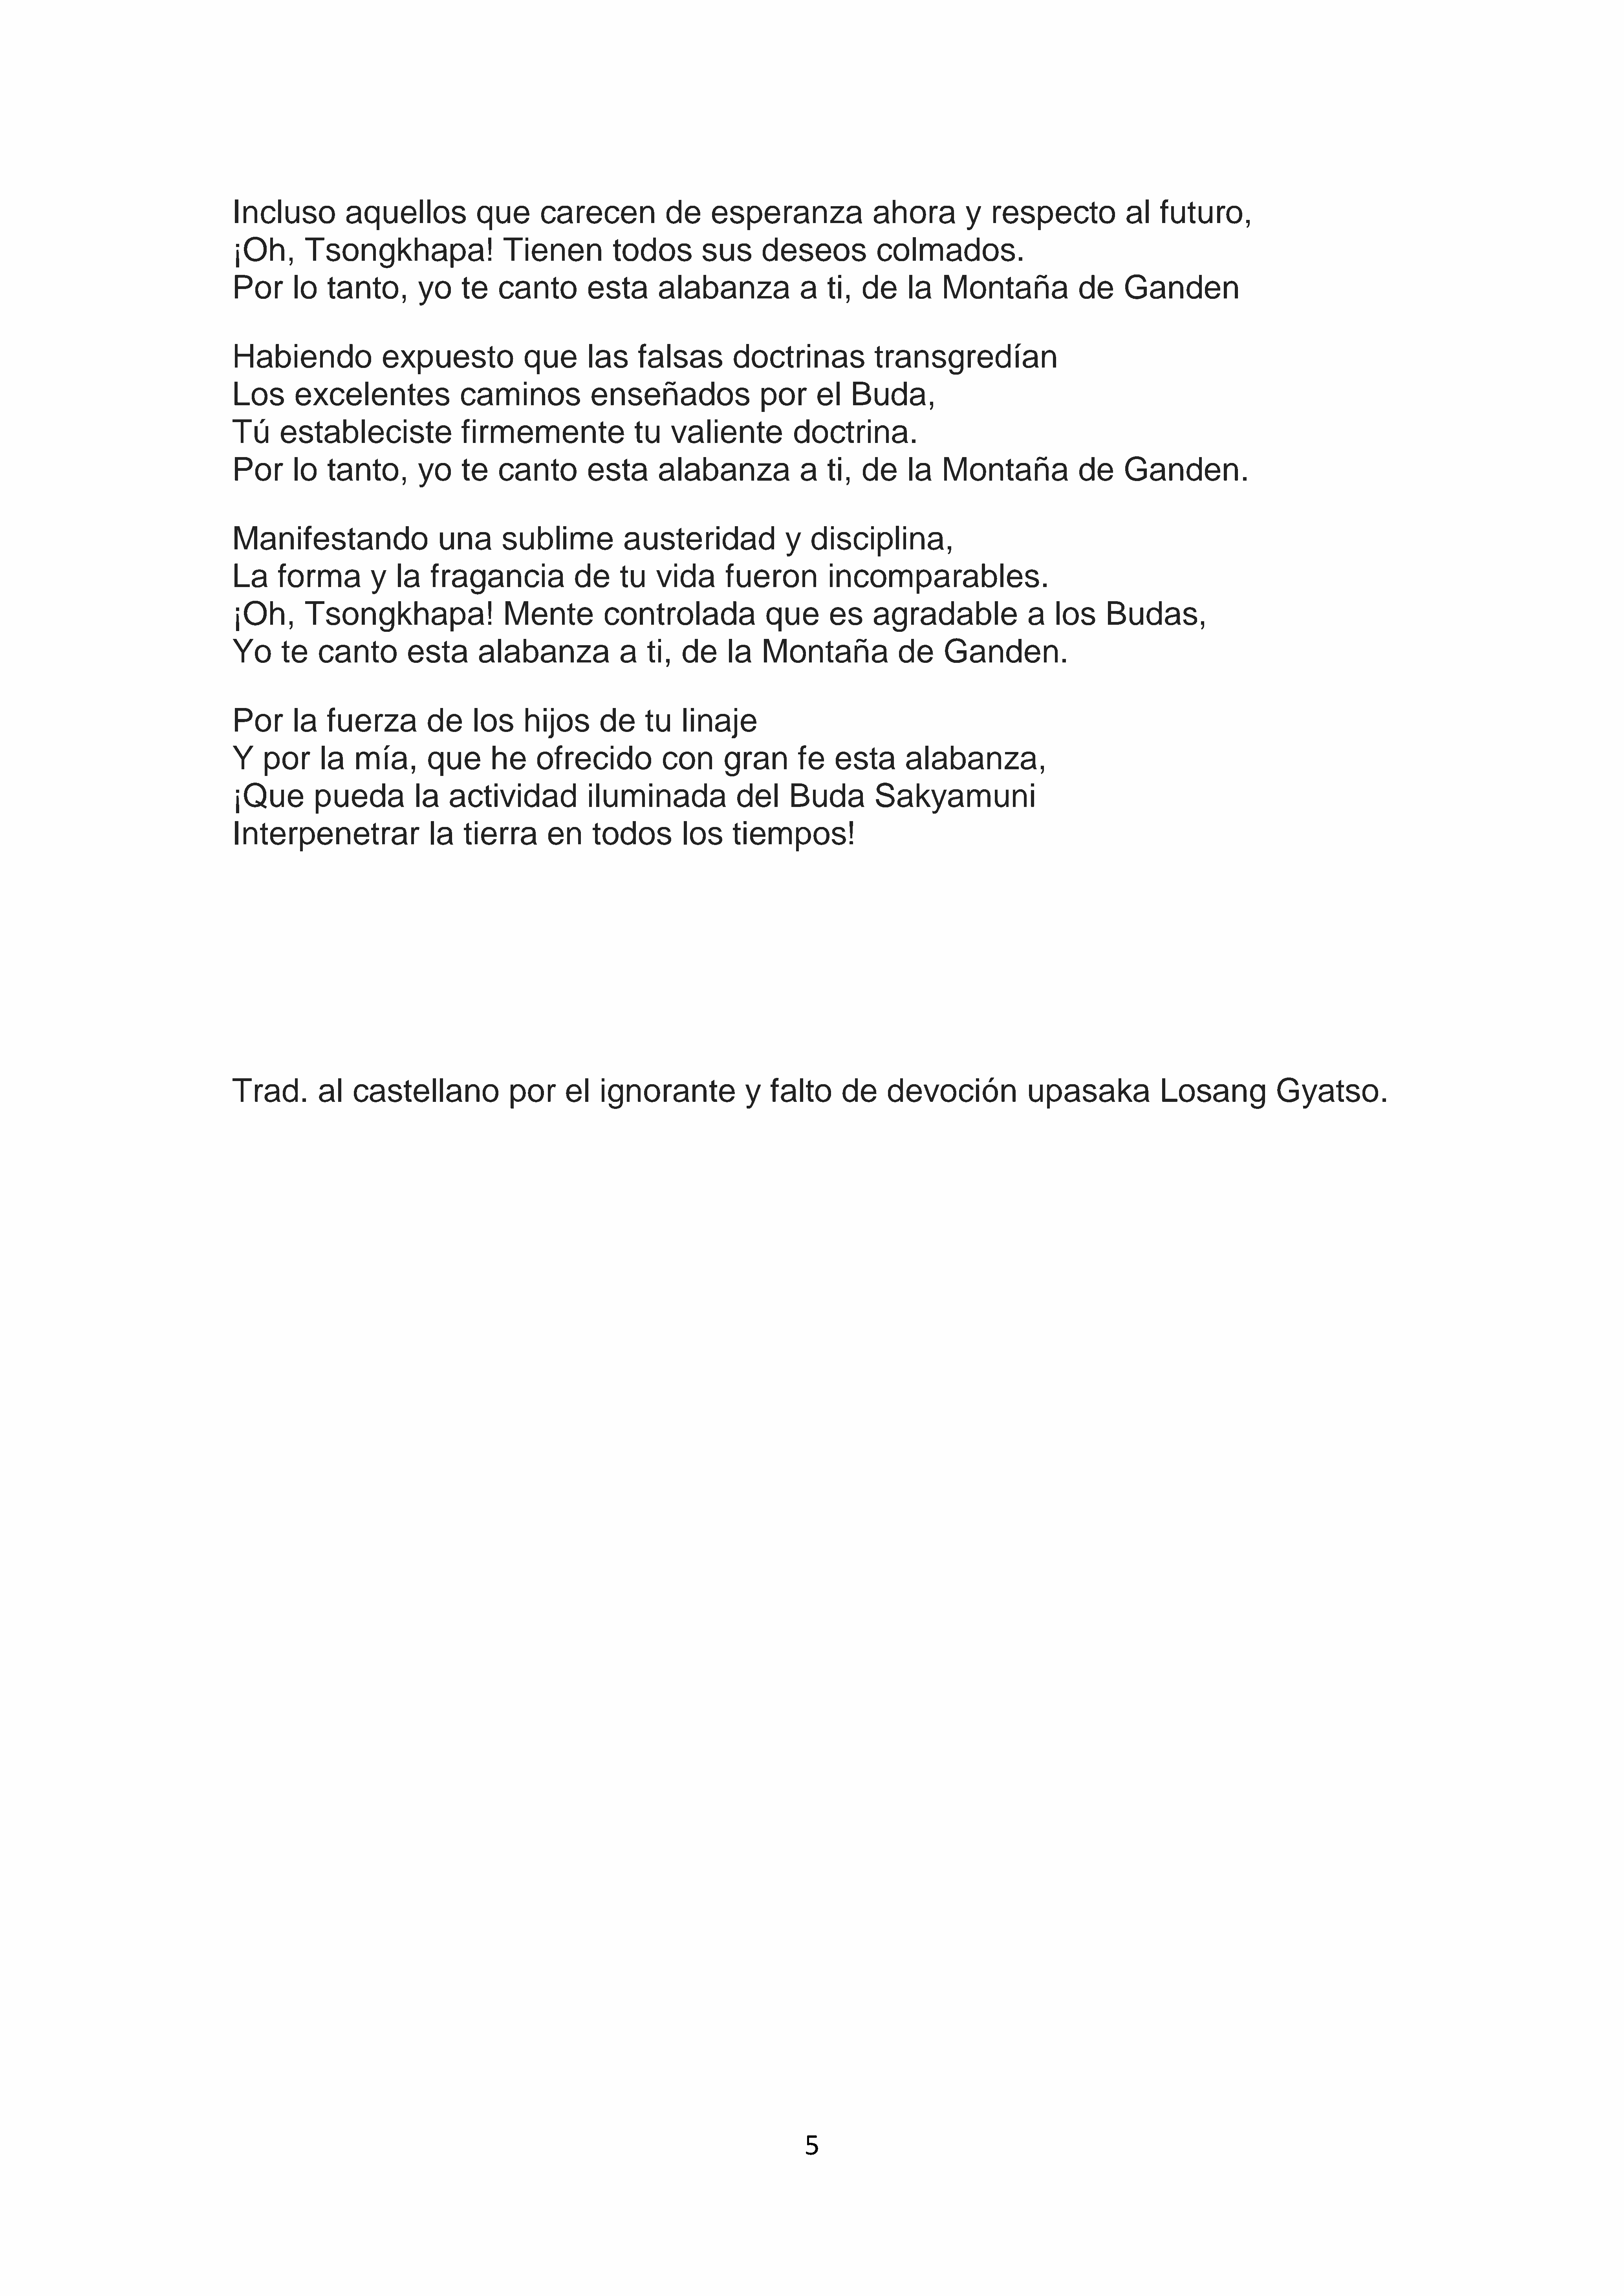 Incluso aquellos que carecen de esperanza ahora y respecto al futuro,
¡Oh, Tsongkhapa! Tienen todos sus deseos colmados.
Por lo tanto, yo te canto esta alabanza a ti, de la Montaña de Ganden
Habiendo expuesto que las falsas doctrinas transgredían
Los excelentes caminos enseñados por el Buda,
Tú estableciste firmemente tu valiente doctrina.
Por lo tanto, yo te canto esta alabanza a ti, de la Montaña de Ganden.
Manifestando una sublime austeridad y disciplina,
La forma y la fragancia de tu vida fueron incomparables.
¡Oh, Tsongkhapa! Mente controlada que es agradable a los Budas,
Yo te canto esta alabanza a ti, de la Montaña de Ganden.
Por la fuerza de los hijos de tu linaje
Y por la mía, que he ofrecido con gran fe esta alabanza,
¡Que pueda la actividad iluminada del Buda Sakyamuni
Interpenetrar la tierra en todos los tiempos!
Trad. al castellano por el ignorante y falto de devoción upasaka Losang Gyatso.
5